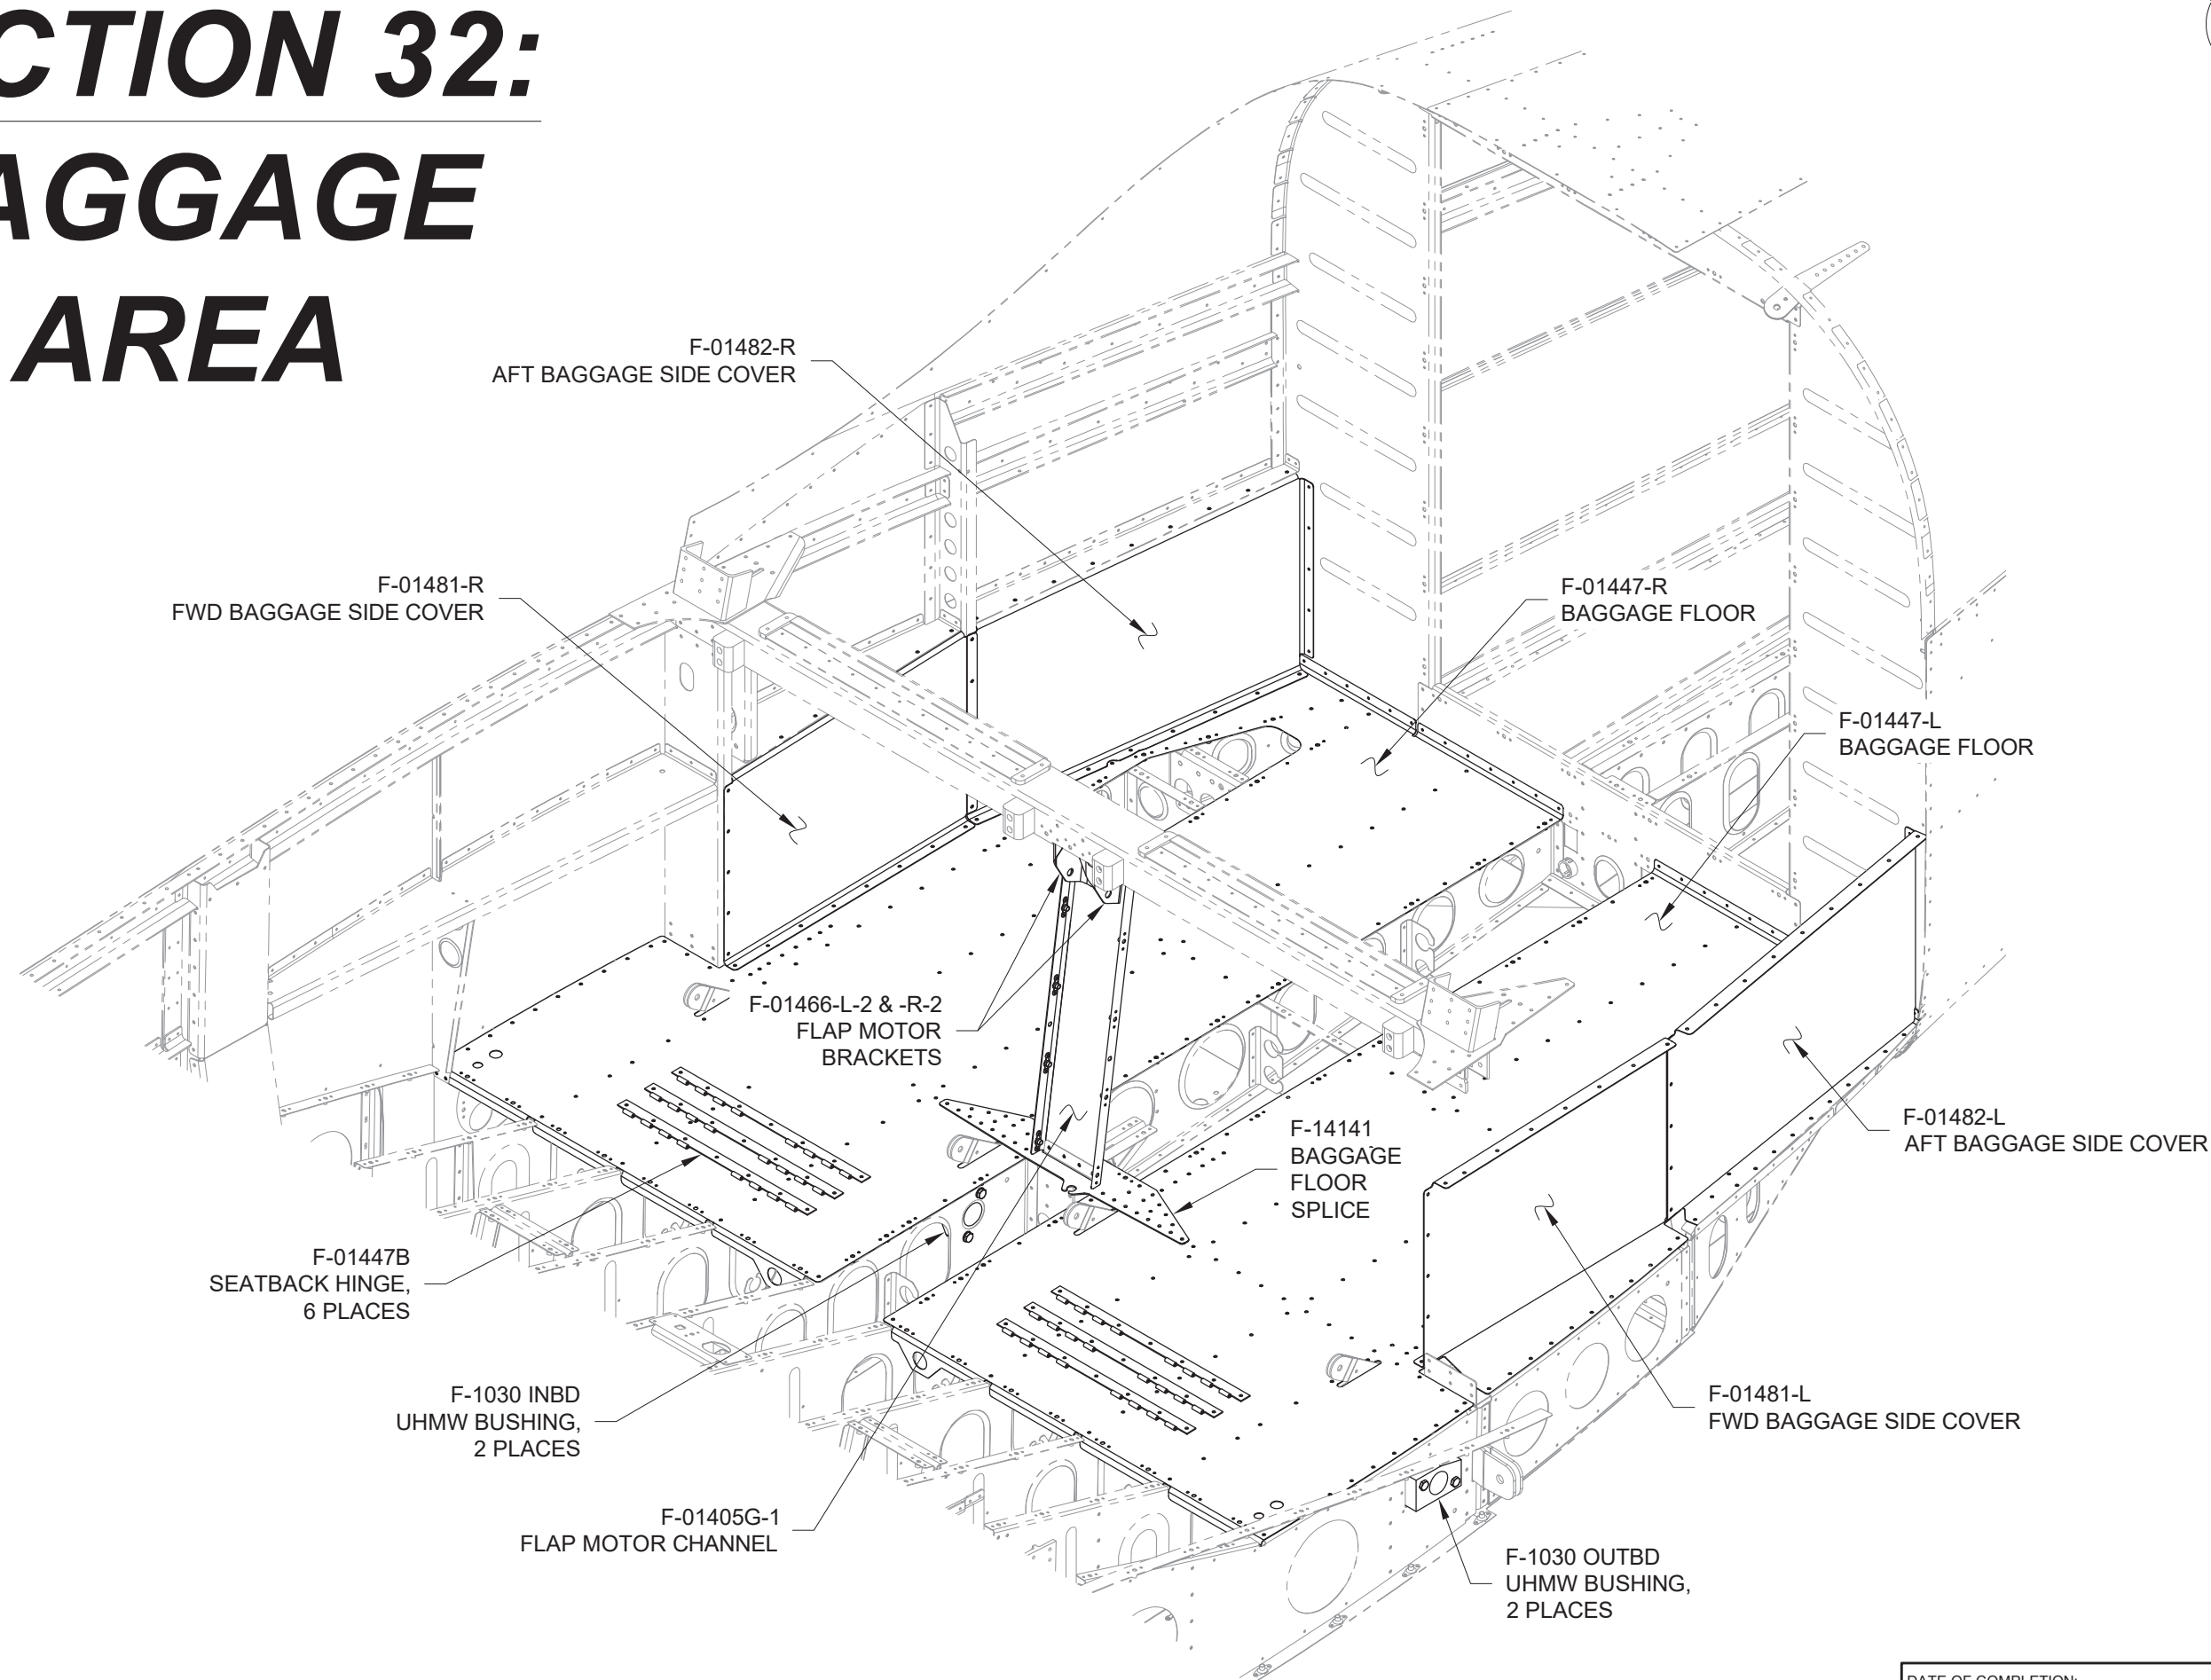 CTION 32:
AGGAGE
AREA
F-01482-R
AFT BAGGAGE SIDE COVER
F-01481-R
FWD BAGGAGE SIDE COVER
F-01447-R
BAGGAGE FLOOR
F-01447-L
BAGGAGE FLOOR
F-01466-L-2 & -R-2
FLAP MOTOR
BRACKETS
F-14141
BAGGAGE
FLOOR
SPLICE
F-01482-L
AFT BAGGAGE SIDE COVER
F-01447B
SEATBACK HINGE,
6 PLACES
F-1030 INBD
UHMW BUSHING,
2 PLACES
F-01481-L
FWD BAGGAGE SIDE COVER
F-01405G-1
FLAP MOTOR CHANNEL
F-1030 OUTBD
UHMW BUSHING,
2 PLACES
DATE OF COMPLETION: